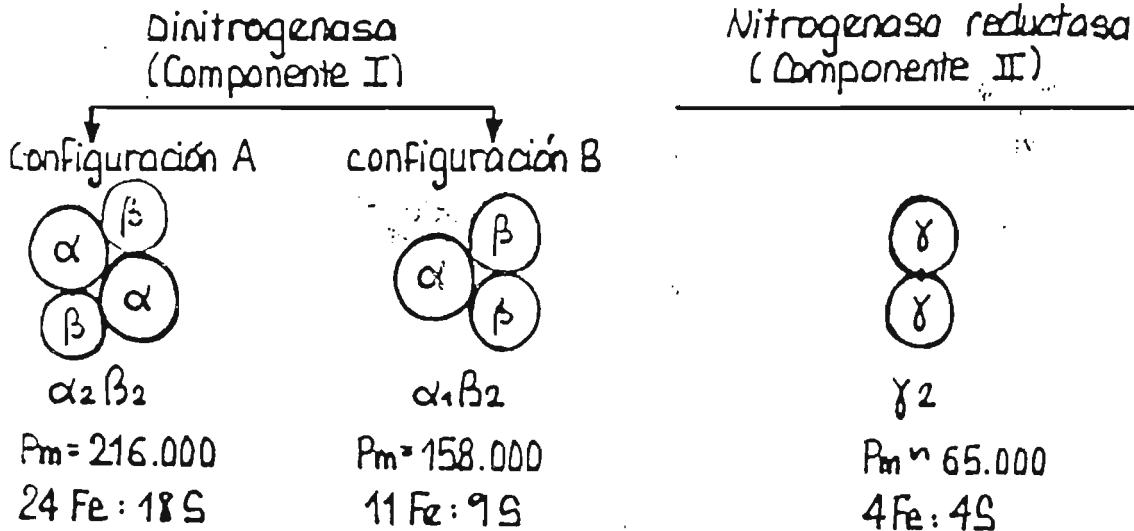 Dinitrogenasa
(Componente I)
Nitrogenasa reductasa
(Componente II)
Configuración A
configuración B
β
α
α
β
β
α
β
γ
γ
α2β2
α1β2
γ2
Pm= 216.000
Pm= 158.000
Pm ~ 65.000
24 Fe : 18 S
11 Fe : 9 S
4 Fe : 4 S